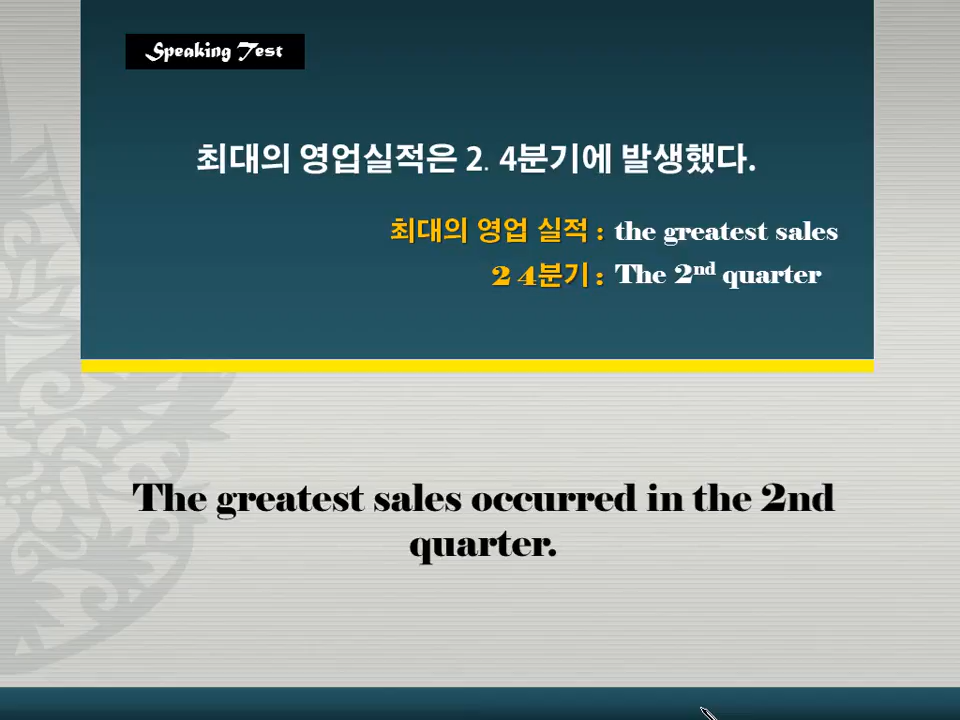 Speaking Test
최대의 영업실적은 2. 4분기에 발생했다.
최대의 영업 실적 : the greatest sales
2 4분기 : The 2nd quarter
The greatest sales occurred in the 2nd
quarter.